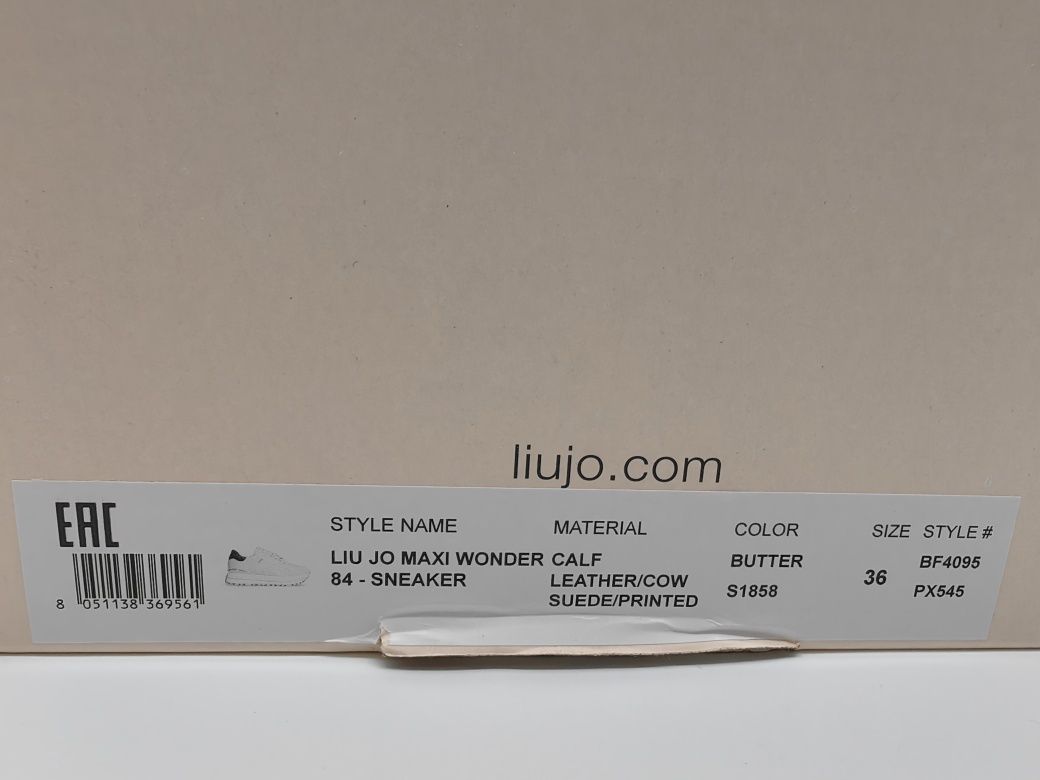 liujo.com
EAC
8 051138 369561
STYLE NAME
LIU JO MAXI WONDER
84 - SNEAKER
MATERIAL
CALF
LEATHER/COW
SUEDE/PRINTED
COLOR
BUTTER
S1858
SIZE
36
STYLE #
BF4095
PX545